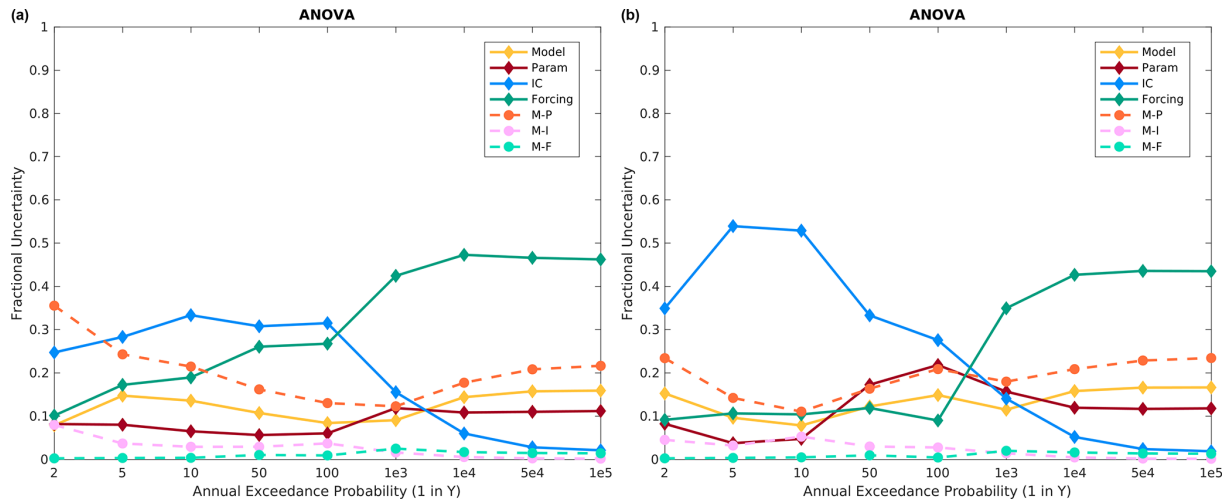 (a)
ANOVA
1
0.9
0.8
0.7
0.6
0.5
0.4
0.3
0.2
0.1
0
Fractional Uncertainty
Model
Param
IC
Forcing
M-P
M-I
M-F
2 5 10 50 100 1e3 1e4 5e4 1e5
Annual Exceedance Probability (1 in Y)
(b)
ANOVA
1
0.9
0.8
0.7
0.6
0.5
0.4
0.3
0.2
0.1
0
Fractional Uncertainty
Model
Param
IC
Forcing
M-P
M-I
M-F
2 5 10 50 100 1e3 1e4 5e4 1e5
Annual Exceedance Probability (1 in Y)